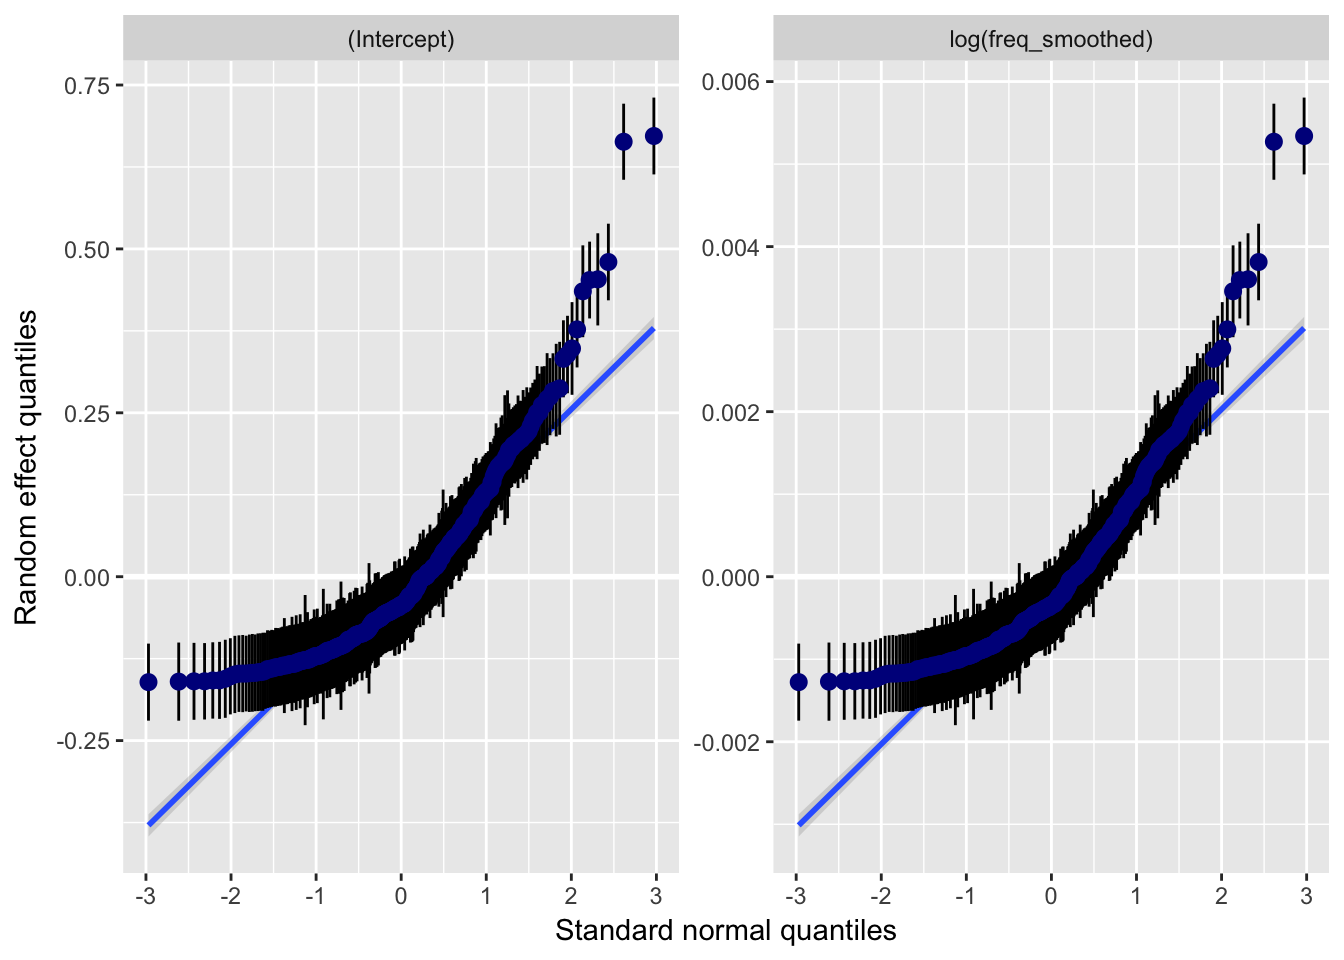 (Intercept)
log(freq_smoothed)
Random effect quantiles
0.75
0.50
0.25
0.00
-0.25
0.006
0.004
0.002
0.000
-0.002
-3 -2 -1 0 1 2 3
-3 -2 -1 0 1 2 3
Standard normal quantiles